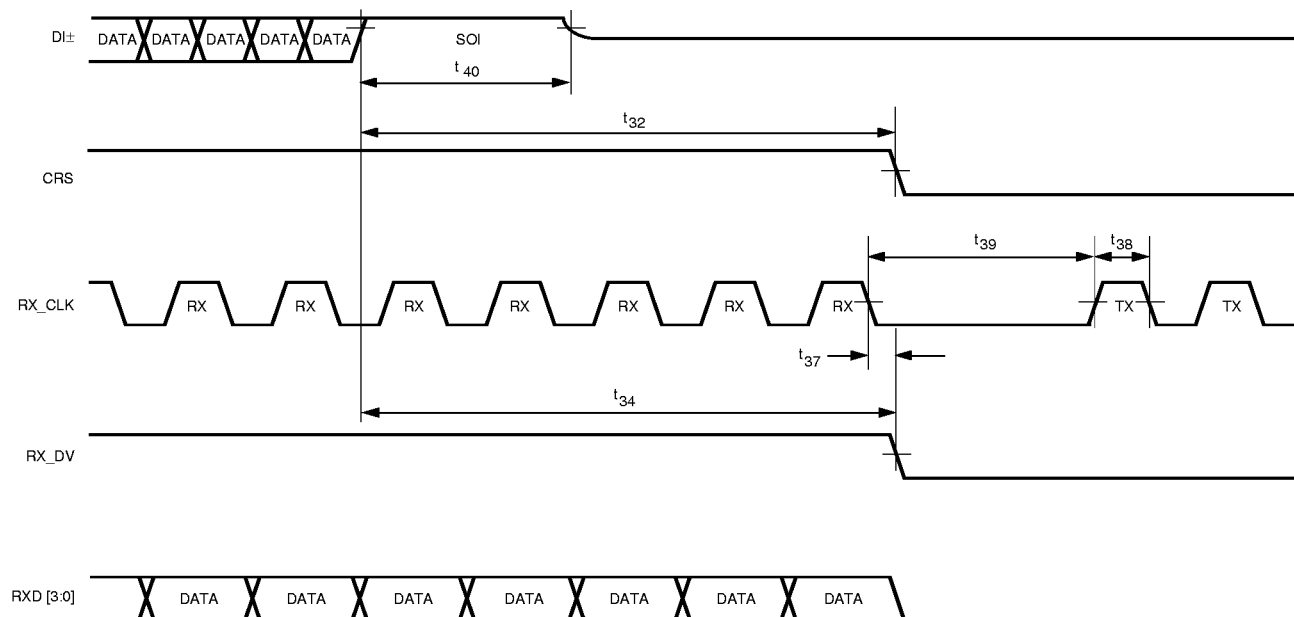 DI± DATA DATA DATA DATA DATA SOI
t40
t32
CRS
t39 t38
RX_CLK RX RX RX RX RX RX RX TX TX
t37
t34
RX_DV
RXD [3:0] DATA DATA DATA DATA DATA DATA DATA